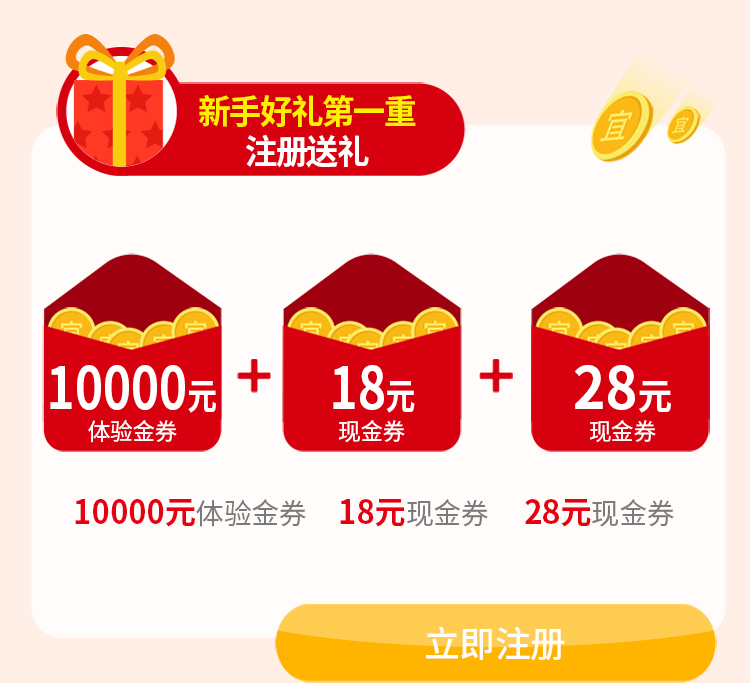 新手好礼第一重
注册送礼
宜 宜
10000元 + 18元 + 28元
体验金券 现金券 现金券
10000元体验金券 18元现金券 28元现金券
立即注册